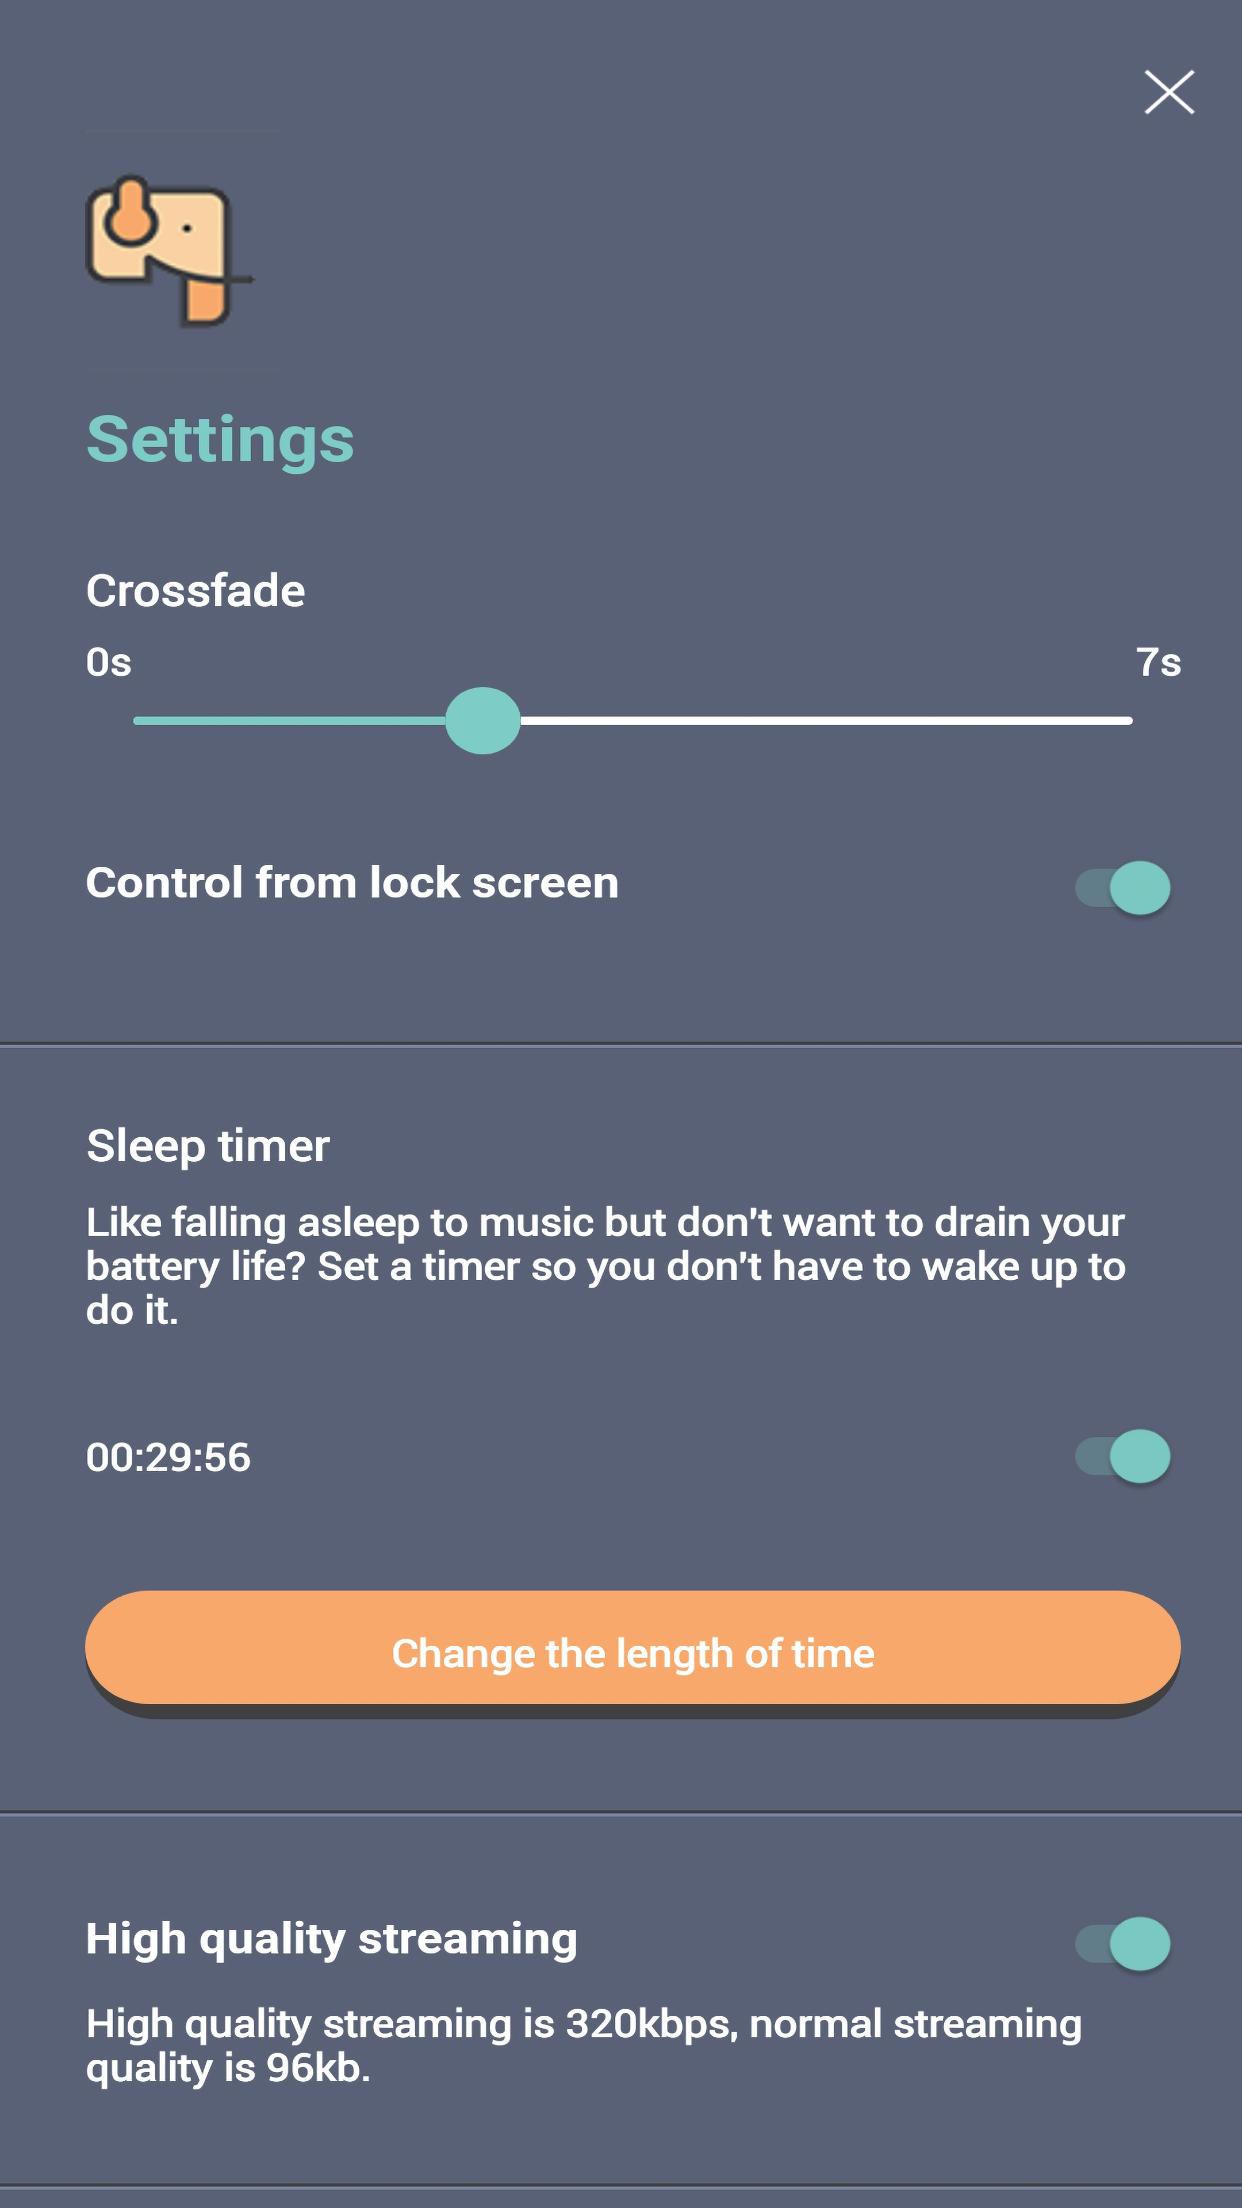 Settings
Crossfade
0s
7s
Control from lock screen
Sleep timer
Like falling asleep to music but don't want to drain your
battery life? Set a timer so you don't have to wake up to
do it.
00:29:56
Change the length of time
High quality streaming
High quality streaming is 320kbps, normal streaming
quality is 96kb.